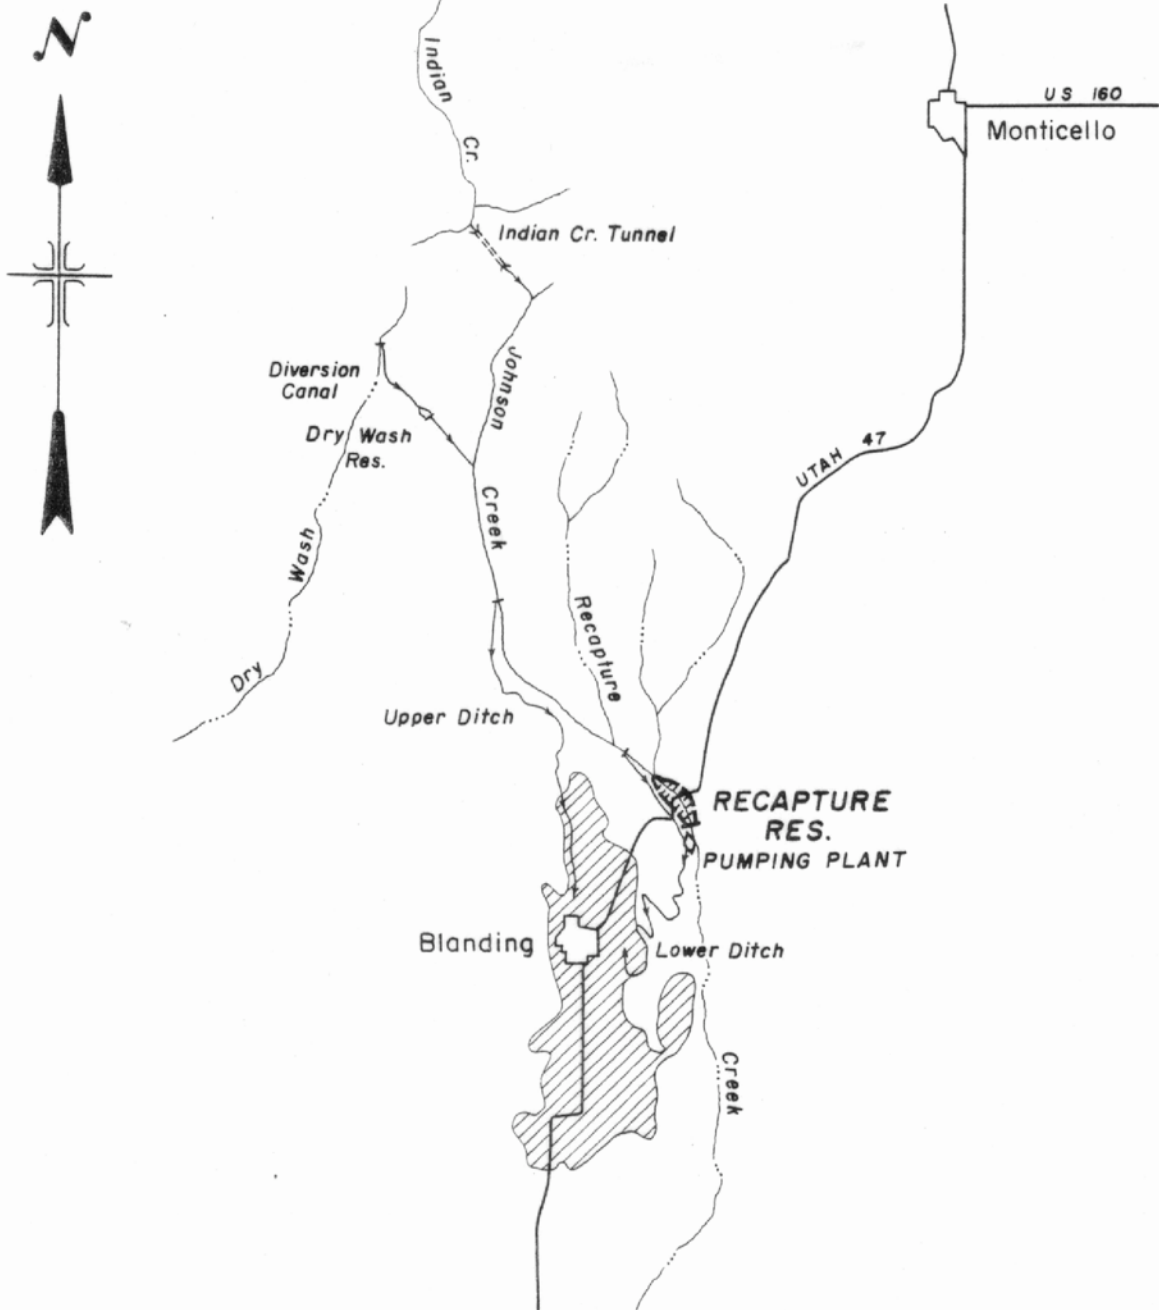 N
US 160
Monticello
Indian
Cr.
Indian Cr. Tunnel
Diversion
Canal
Johnson
Dry Wash
Res.
UTAH 47
Creek
Wash
Recapture
Dry
Upper Ditch
RECAPTURE
RES.
PUMPING PLANT
Blanding
Lower Ditch
Creek